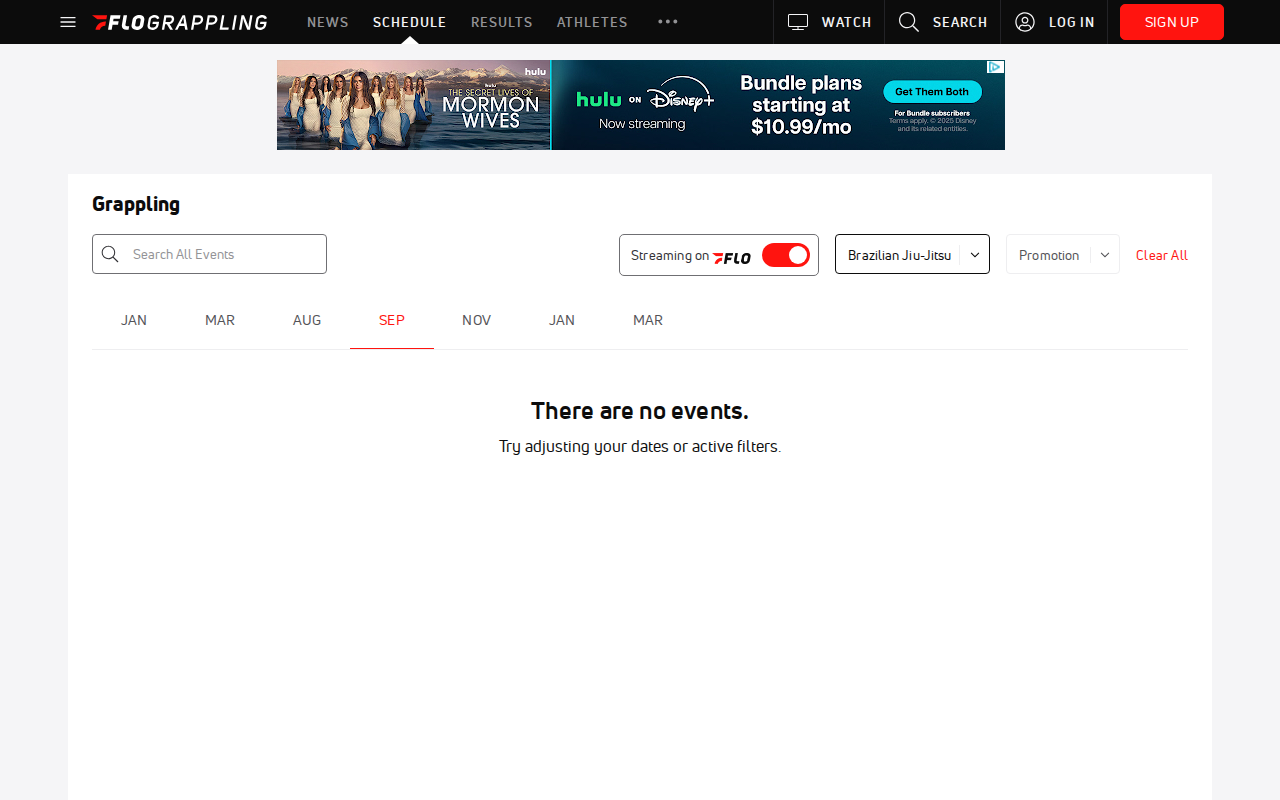 FLOGRAPPLING NEWS SCHEDULE RESULTS ATHLETES WATCH SEARCH LOG IN SIGN UP
hulu
hulu
THE SECRET LIVES OF
MORMON
WIVES
hulu ON Disney+
Now streaming
Bundle plans
starting at
$10.99/mo
Get Them Both
For Bundle subscribers
Terms apply. © 2025 Disney
and its related entities.
Grappling
Search All Events
Streaming on FLO
Brazilian Jiu-Jitsu
Promotion
Clear All
JAN MAR AUG SEP NOV JAN MAR
There are no events.
Try adjusting your dates or active filters.